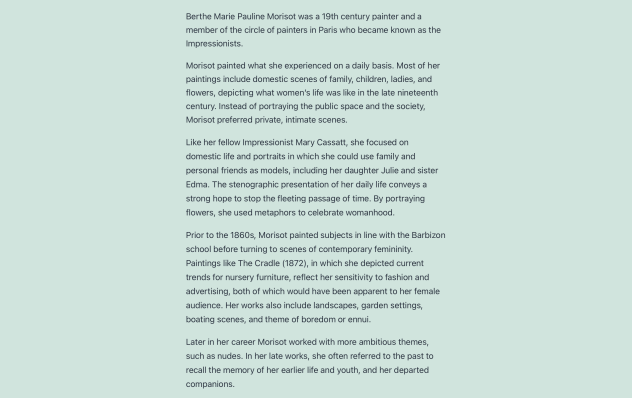 Berthe Marie Pauline Morisot was a 19th century painter and a
member of the circle of painters in Paris who became known as the
Impressionists.
Morisot painted what she experienced on a daily basis. Most of her
paintings include domestic scenes of family, children, ladies, and
flowers, depicting what women's life was like in the late nineteenth
century. Instead of portraying the public space and the society,
Morisot preferred private, intimate scenes.
Like her fellow Impressionist Mary Cassatt, she focused on
domestic life and portraits in which she could use family and
personal friends as models, including her daughter Julie and sister
Edma. The stenographic presentation of her daily life conveys a
strong hope to stop the fleeting passage of time. By portraying
flowers, she used metaphors to celebrate womanhood.
Prior to the 1860s, Morisot painted subjects in line with the Barbizon
school before turning to scenes of contemporary femininity.
Paintings like The Cradle (1872), in which she depicted current
trends for nursery furniture, reflect her sensitivity to fashion and
advertising, both of which would have been apparent to her female
audience. Her works also include landscapes, garden settings,
boating scenes, and theme of boredom or ennui.
Later in her career Morisot worked with more ambitious themes,
such as nudes. In her late works, she often referred to the past to
recall the memory of her earlier life and youth, and her departed
companions.